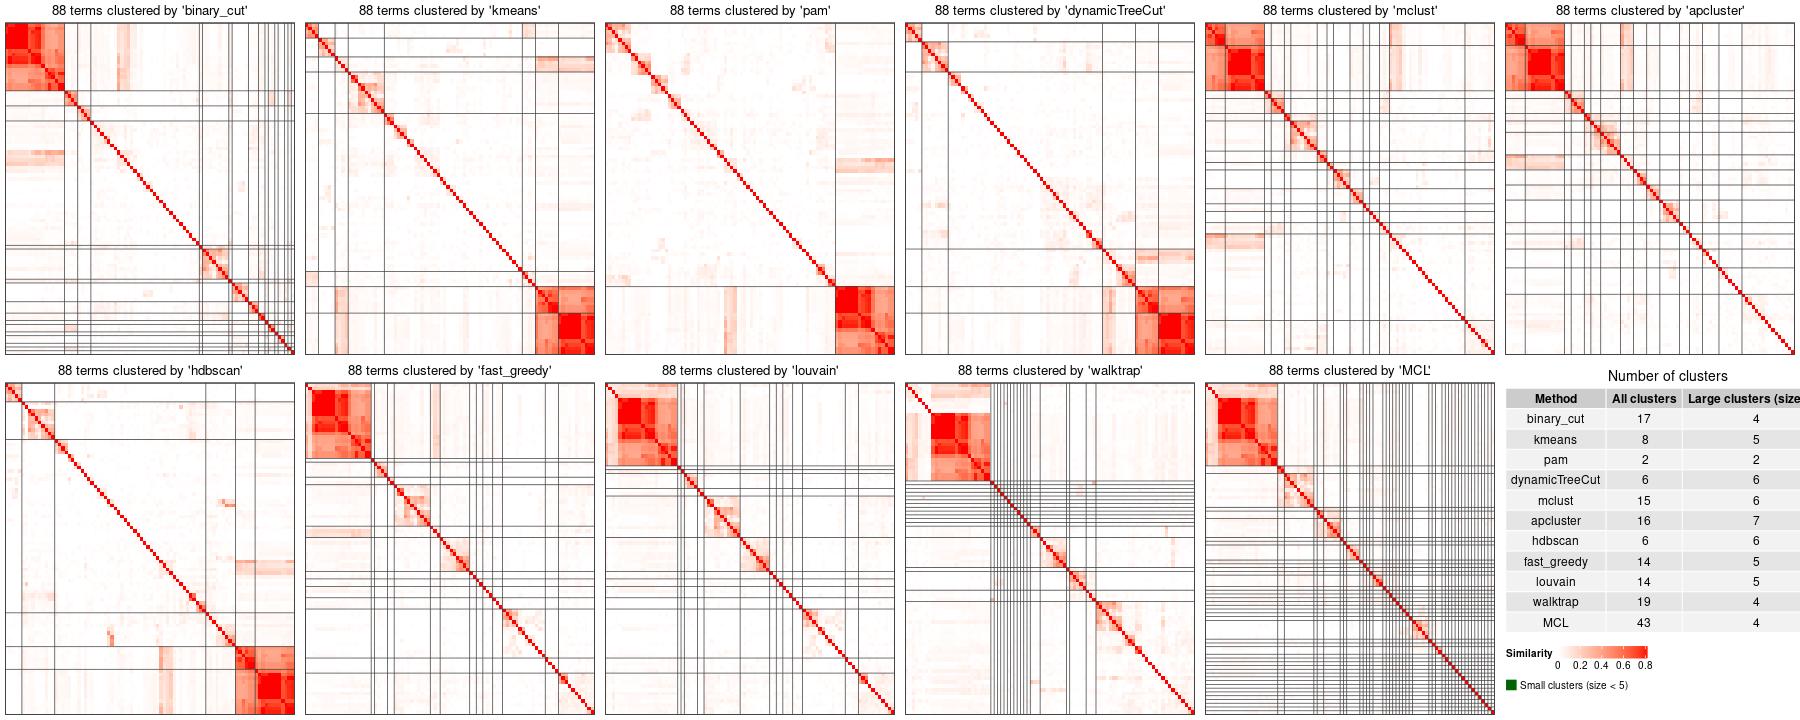 88 terms clustered by 'binary_cut'
88 terms clustered by 'kmeans'
88 terms clustered by 'pam'
88 terms clustered by 'dynamicTreeCut'
88 terms clustered by 'mclust'
88 terms clustered by 'apcluster'
88 terms clustered by 'hdbscan'
88 terms clustered by 'fast_greedy'
88 terms clustered by 'louvain'
88 terms clustered by 'walktrap'
88 terms clustered by 'MCL'
Number of clusters
Method All clusters Large clusters (size
binary_cut 17 4
kmeans 8 5
pam 2 2
dynamicTreeCut 6 6
mclust 15 6
apcluster 16 7
hdbscan 6 6
fast_greedy 14 5
louvain 14 5
walktrap 19 4
MCL 43 4
Similarity
0 0.2 0.4 0.6 0.8
Small clusters (size < 5)